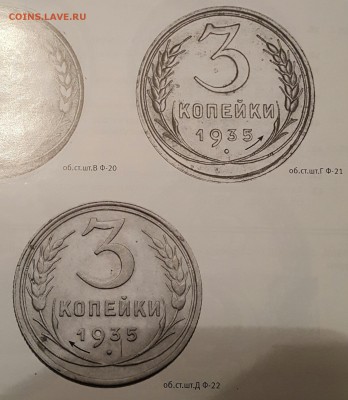 COINS.LAVE.RU
3
КОПЕЙКИ
1935
об.ст.шт.В Ф-20
об.ст.шт.Г Ф-21
3
КОПЕЙКИ
1935
об.ст.шт.Д Ф-22